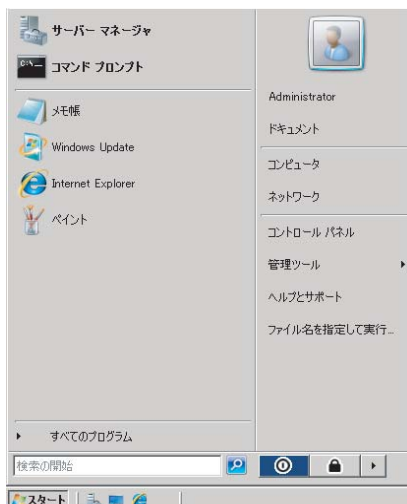 サーバー マネージャ
コマンド プロンプト
メモ帳
Windows Update
Internet Explorer
ペイント
すべてのプログラム
検索の開始
Administrator
ドキュメント
コンピュータ
ネットワーク
コントロール パネル
管理ツール
ヘルプとサポート
ファイル名を指定して実行...
スタート